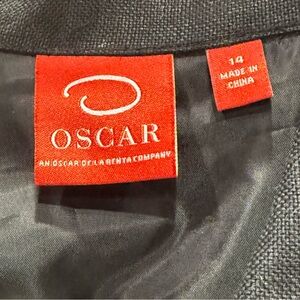 OSCAR
AN OSCAR DE LA RENTA COMPANY
14
MADE IN
CHINA